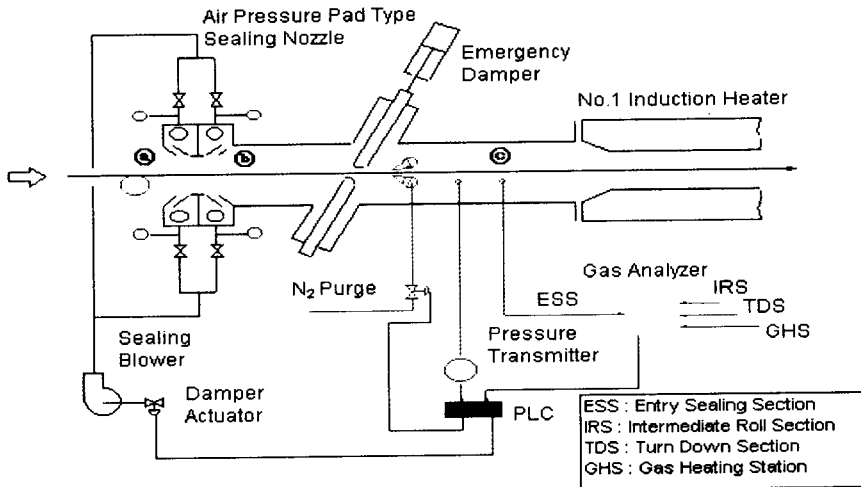 Air Pressure Pad Type
Sealing Nozzle
Emergency
Damper
No.1 Induction Heater
a
b
c
N₂ Purge
Gas Analyzer
IRS
ESS
TDS
GHS
Pressure
Transmitter
Sealing
Blower
Damper
Actuator
PLC
ESS : Entry Sealing Section
IRS : Intermediate Roll Section
TDS : Turn Down Section
GHS : Gas Heating Station